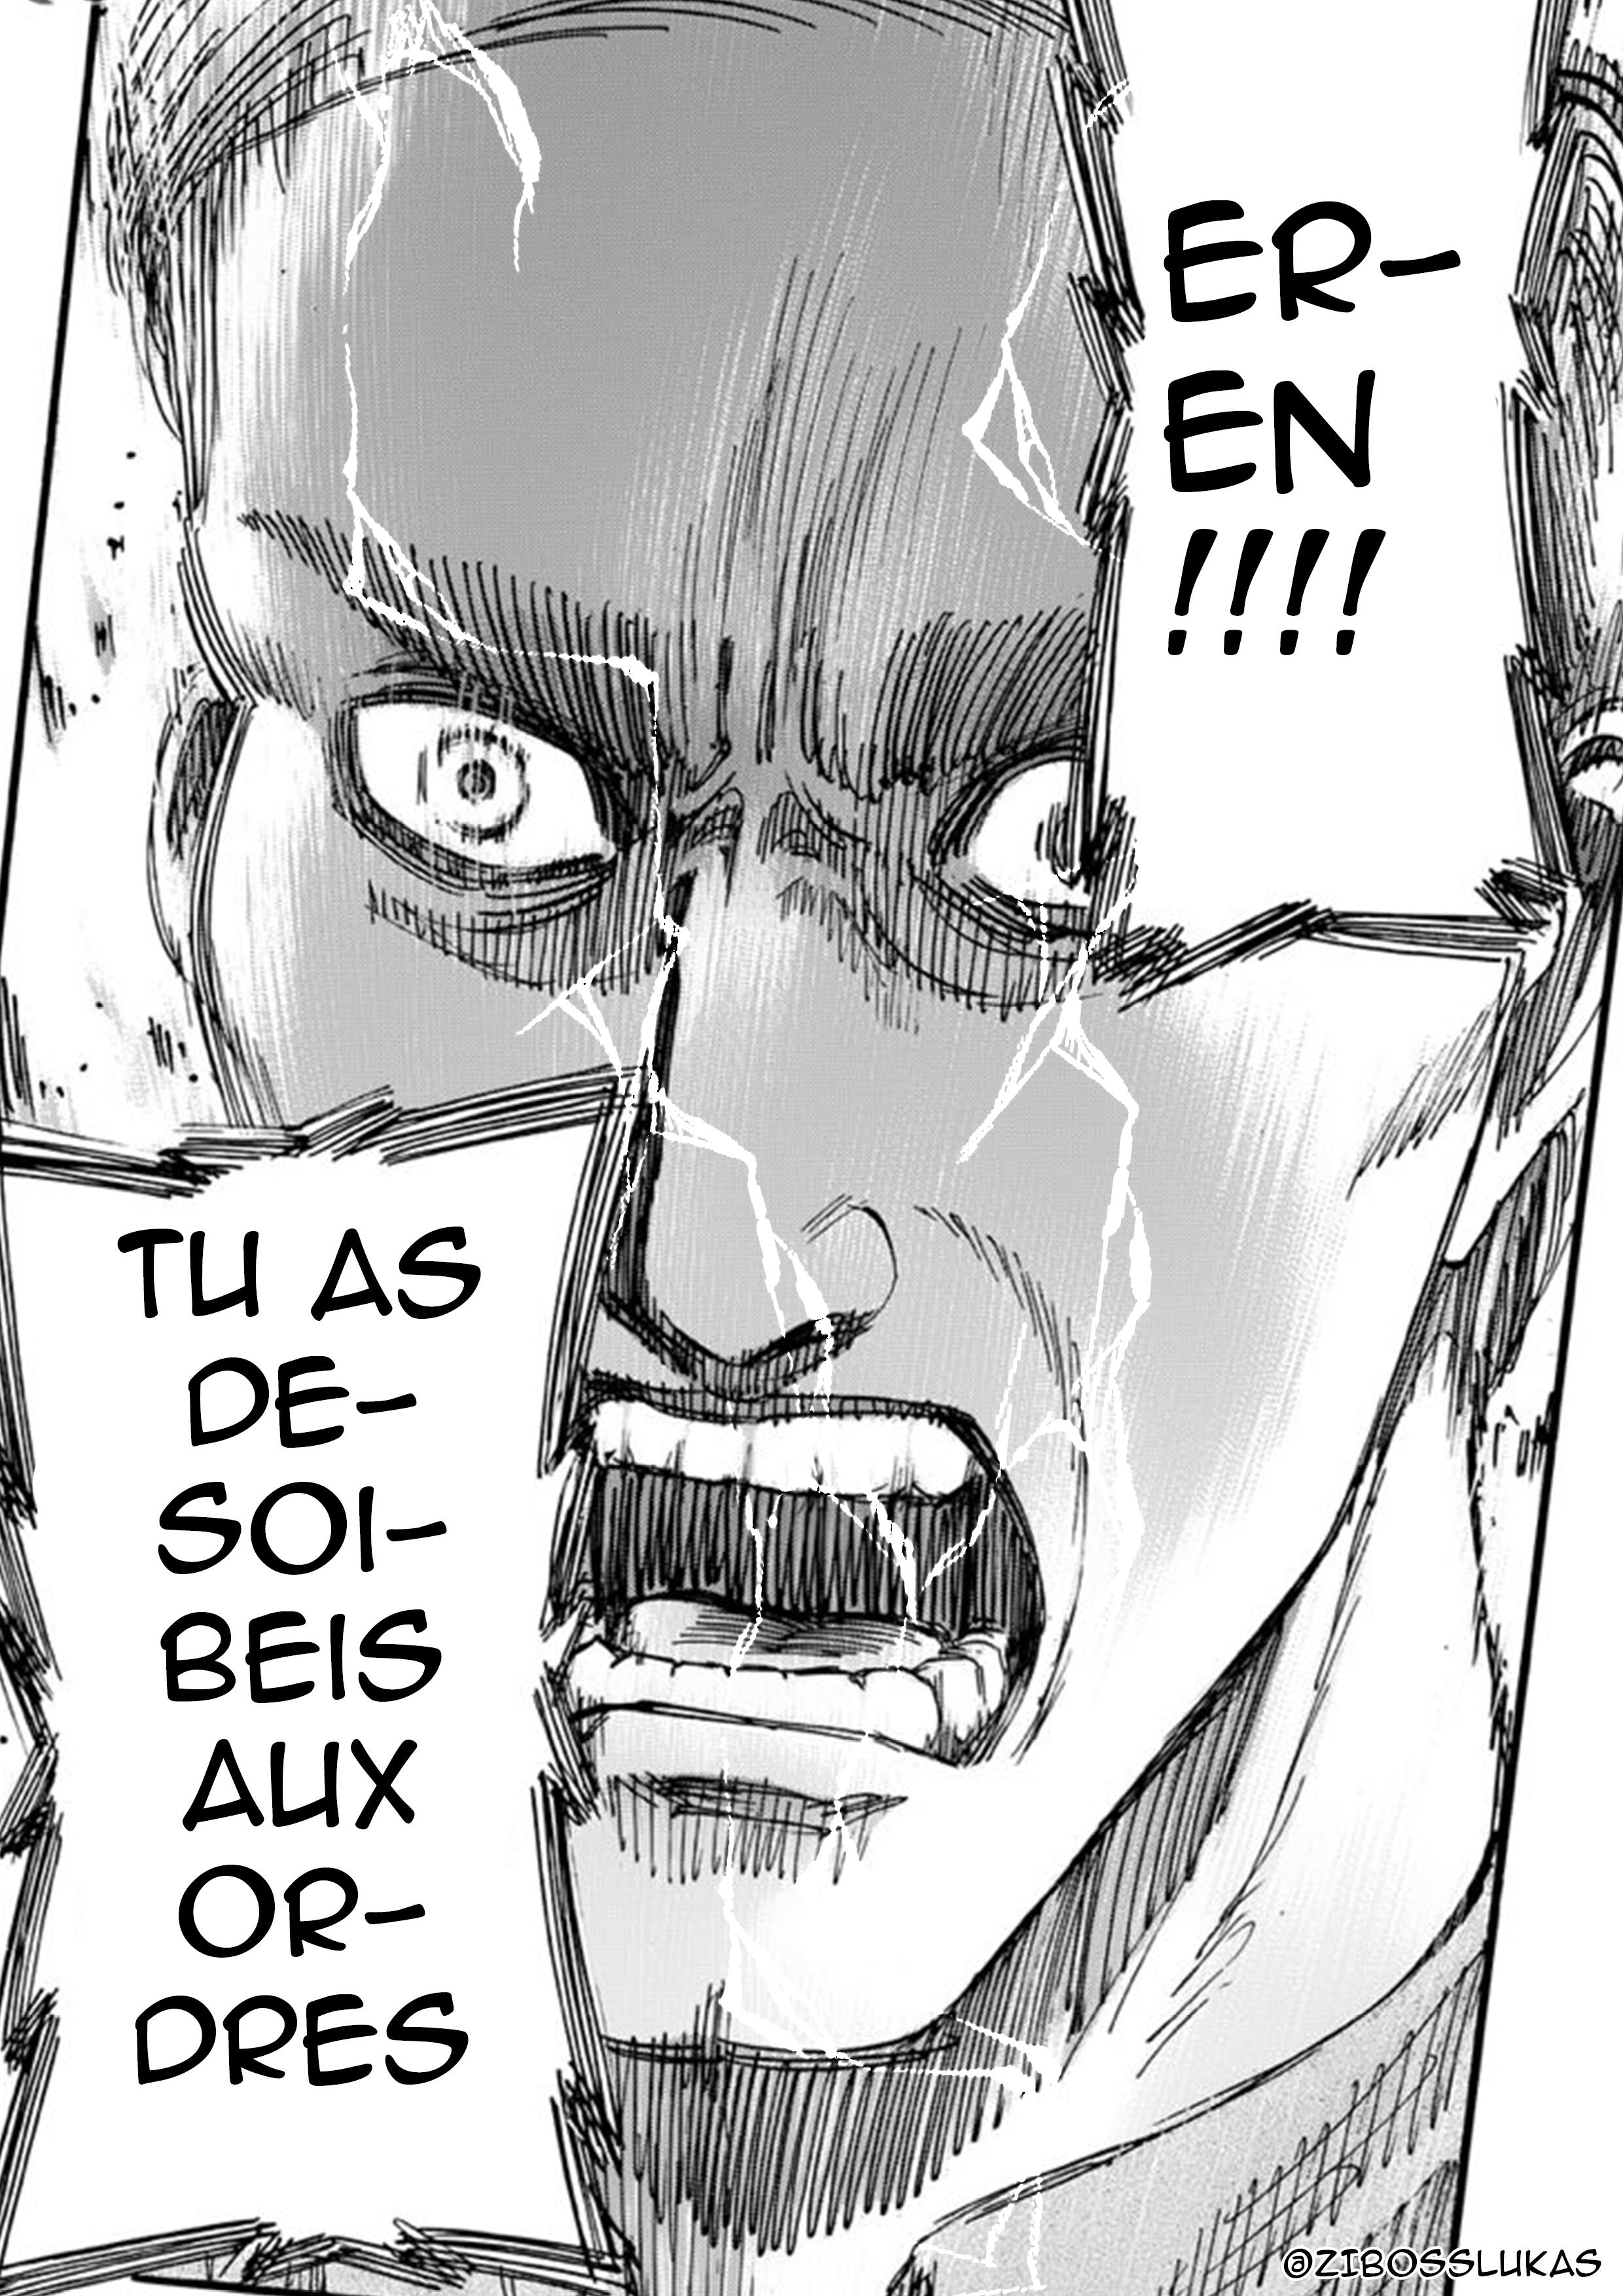 ER-
EN
!!!!
TU AS
DE-
SOI-
BEIS
AUX
OR-
DRES
@ZIBOSSLUKAS